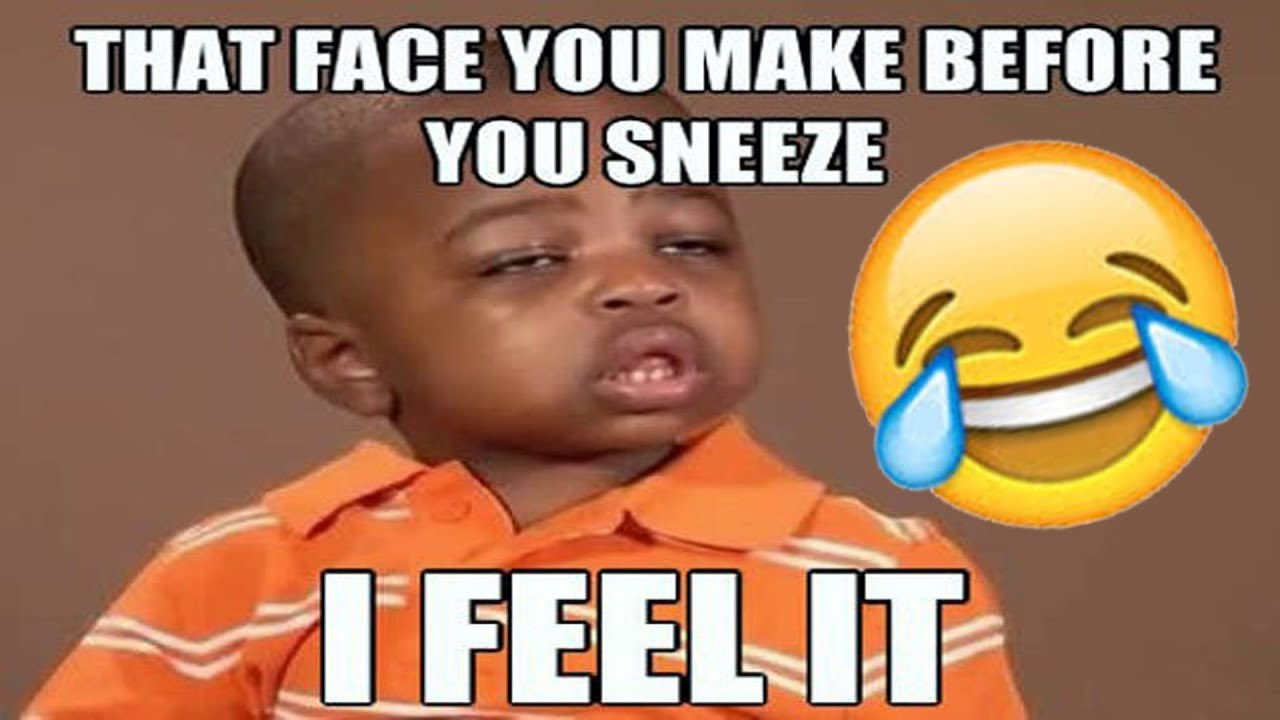 THAT FACE YOU MAKE BEFORE
YOU SNEEZE
I FEEL IT